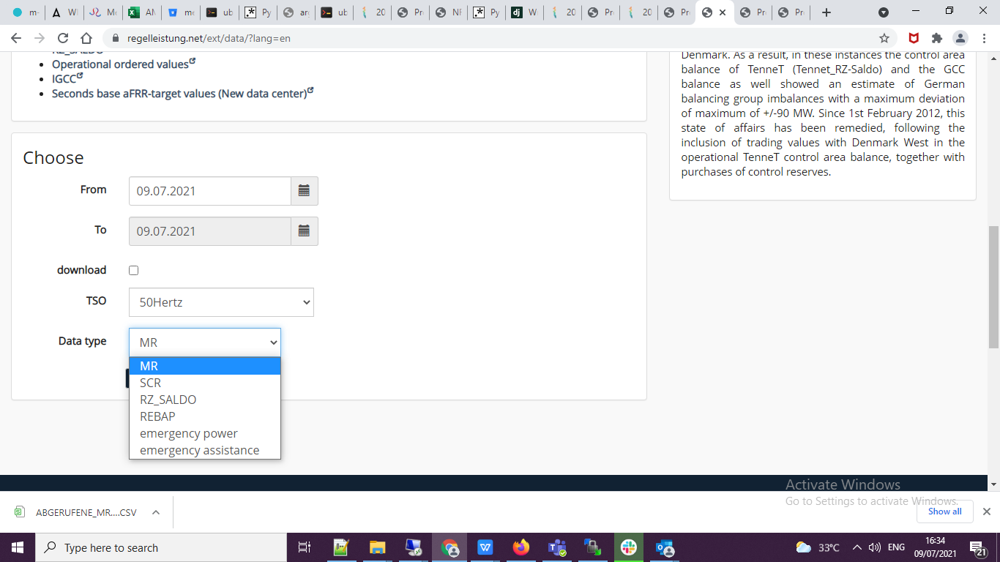 m-
WI
Me
AN
me
ub
Py
ar
ub
20
Pr
NF
Py
dj
W
20
Pr
20
Pr
Pr
Pr
regelleistung.net/ext/data/?lang=en
RZ_SALDO
Operational ordered values
IGCC
Seconds base aFRR-target values (New data center)
Choose
From
09.07.2021
To
09.07.2021
download
TSO
50Hertz
Data type
MR
MR
SCR
RZ_SALDO
REBAP
emergency power
emergency assistance
Denmark. As a result, in these instances the control area
balance of TenneT (Tennet_RZ-Saldo) and the GCC
balance as well showed an estimate of German
balancing group imbalances with a maximum deviation
of maximum of +/-90 MW. Since 1st February 2012, this
state of affairs has been remedied, following the
inclusion of trading values with Denmark West in the
operational TenneT control area balance, together with
purchases of control reserves.
Activate Windows
Go to Settings to activate Windows.
ABGERUFENE_MR....CSV
Show all
Type here to search
33°C
ENG
16:34
09/07/2021
21